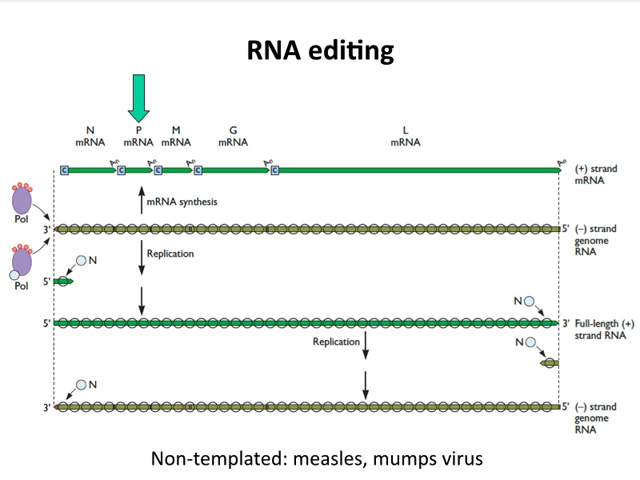 RNA editing
N P M G L
mRNA mRNA mRNA mRNA mRNA
An An An An An
C C C C C
(+) strand
mRNA
mRNA synthesis
Pol
3' 5' (–) strand
genome
RNA
N Replication
Pol 5'
N
5' 3' Full-length (+)
strand RNA
Replication N
N
3' 5' (–) strand
genome
RNA
Non-templated: measles, mumps virus